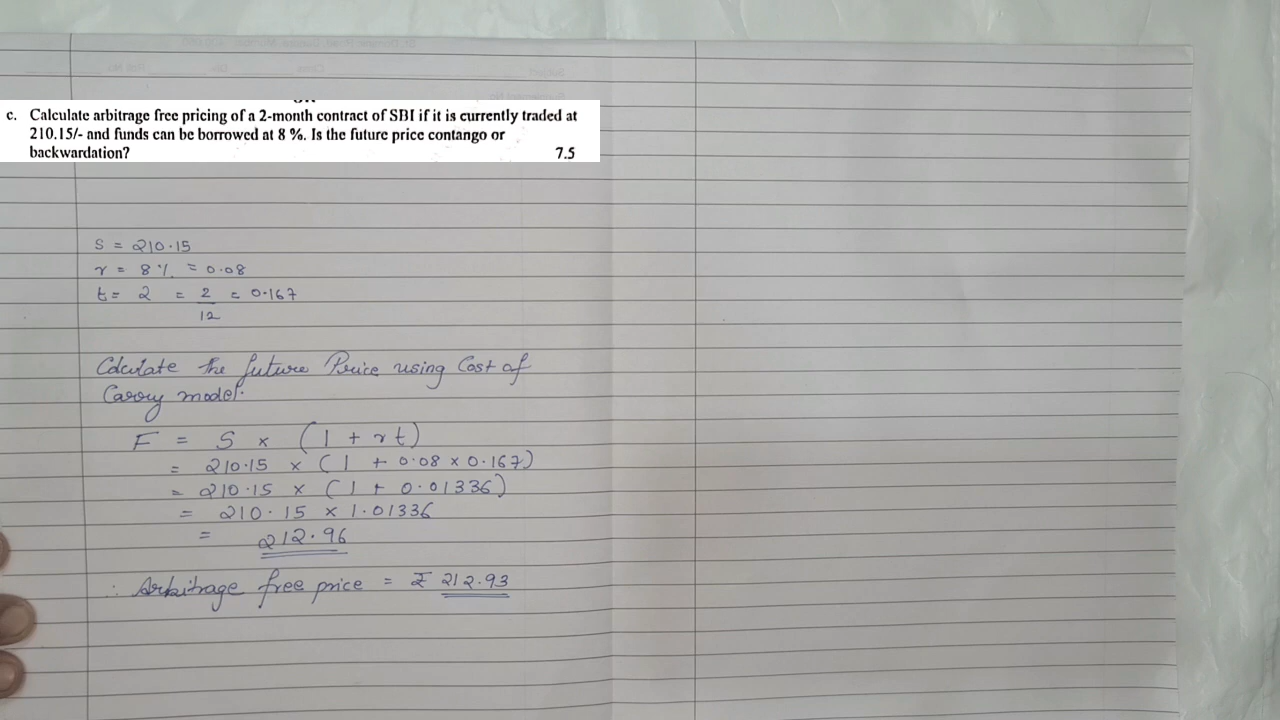 c. Calculate arbitrage free pricing of a 2-month contract of SBI if it is currently traded at
210.15/- and funds can be borrowed at 8 %. Is the future price contango or
backwardation? 7.5
S = 210.15
r = 8 % = 0.08
t = 2 = 2/12 = 0.167
Calculate the future Price using Cost of
Carry model.
F = S × (1 + rt)
= 210.15 × (1 + 0.08 × 0.167)
= 210.15 × (1 + 0.01336)
= 210.15 × 1.01336
= 212.96
∴ Arbitrage free price = ₹ 212.93